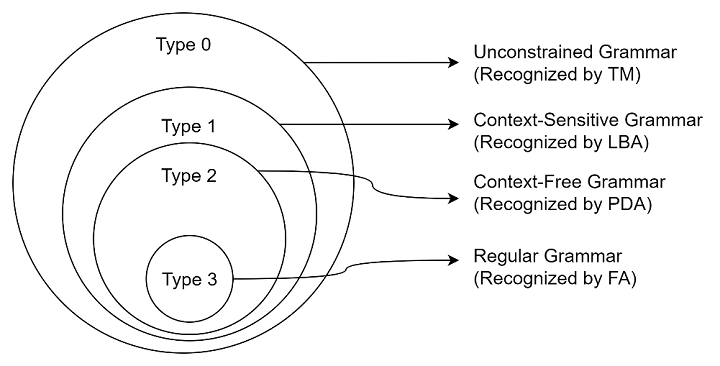 Type 0
Unconstrained Grammar
(Recognized by TM)
Type 1
Context-Sensitive Grammar
(Recognized by LBA)
Type 2
Context-Free Grammar
(Recognized by PDA)
Type 3
Regular Grammar
(Recognized by FA)